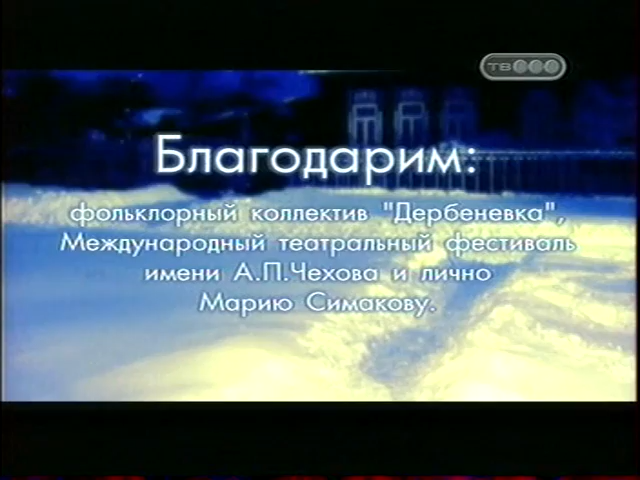 ТВ
Благодарим:
фольклорный коллектив "Дербеневка",
Международный театральный фестиваль
имени А.П.Чехова и лично
Марию Симакову.